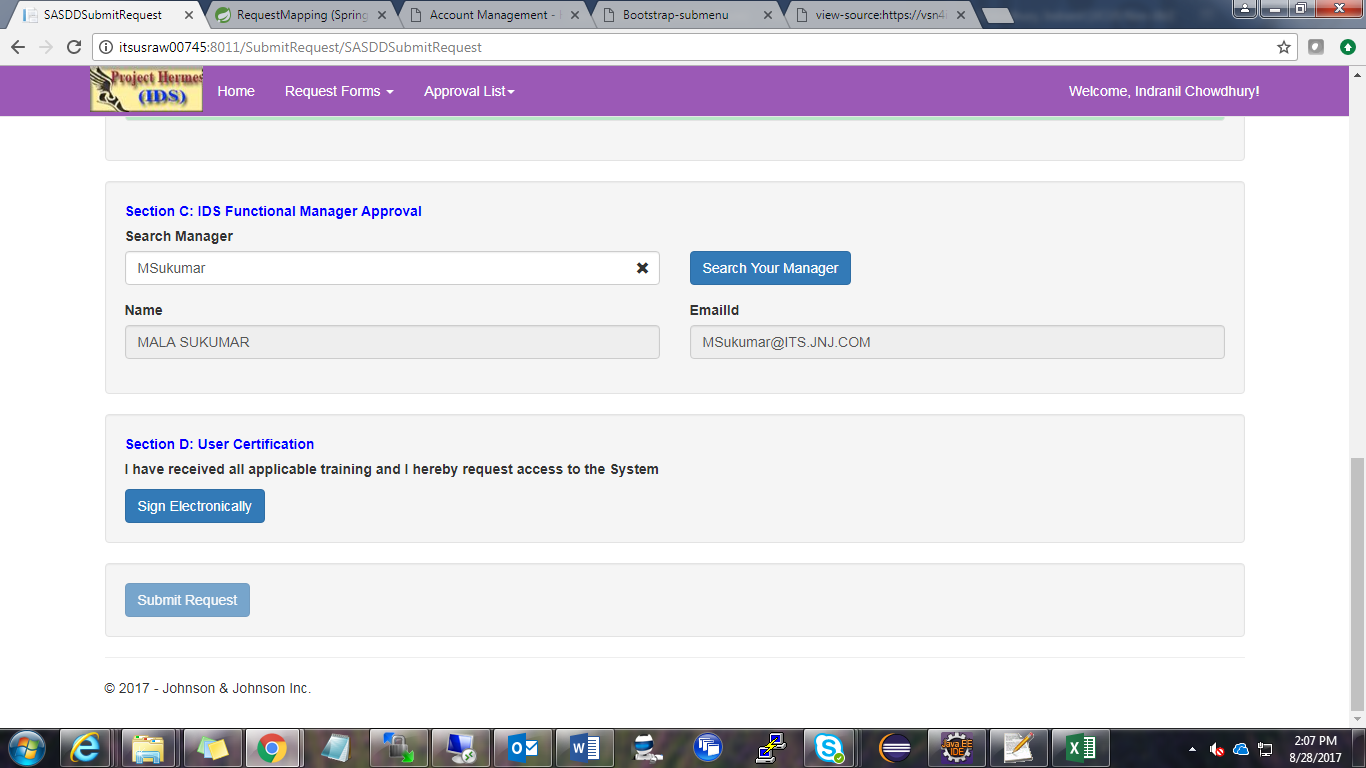 SASDDSubmitRequest
RequestMapping (Spring
Account Management -
Bootstrap-submenu
view-source:https://vsn4
itsusraw00745:8011/SubmitRequest/SASDDSubmitRequest
Project Hermes
(IDS)
Home
Request Forms
Approval List
Welcome, Indranil Chowdhury!
Section C: IDS Functional Manager Approval
Search Manager
MSukumar
Search Your Manager
Name
EmailId
MALA SUKUMAR
MSukumar@ITS.JNJ.COM
Section D: User Certification
I have received all applicable training and I hereby request access to the System
Sign Electronically
Submit Request
© 2017 - Johnson & Johnson Inc.
Java EE
IDE
2:07 PM
8/28/2017